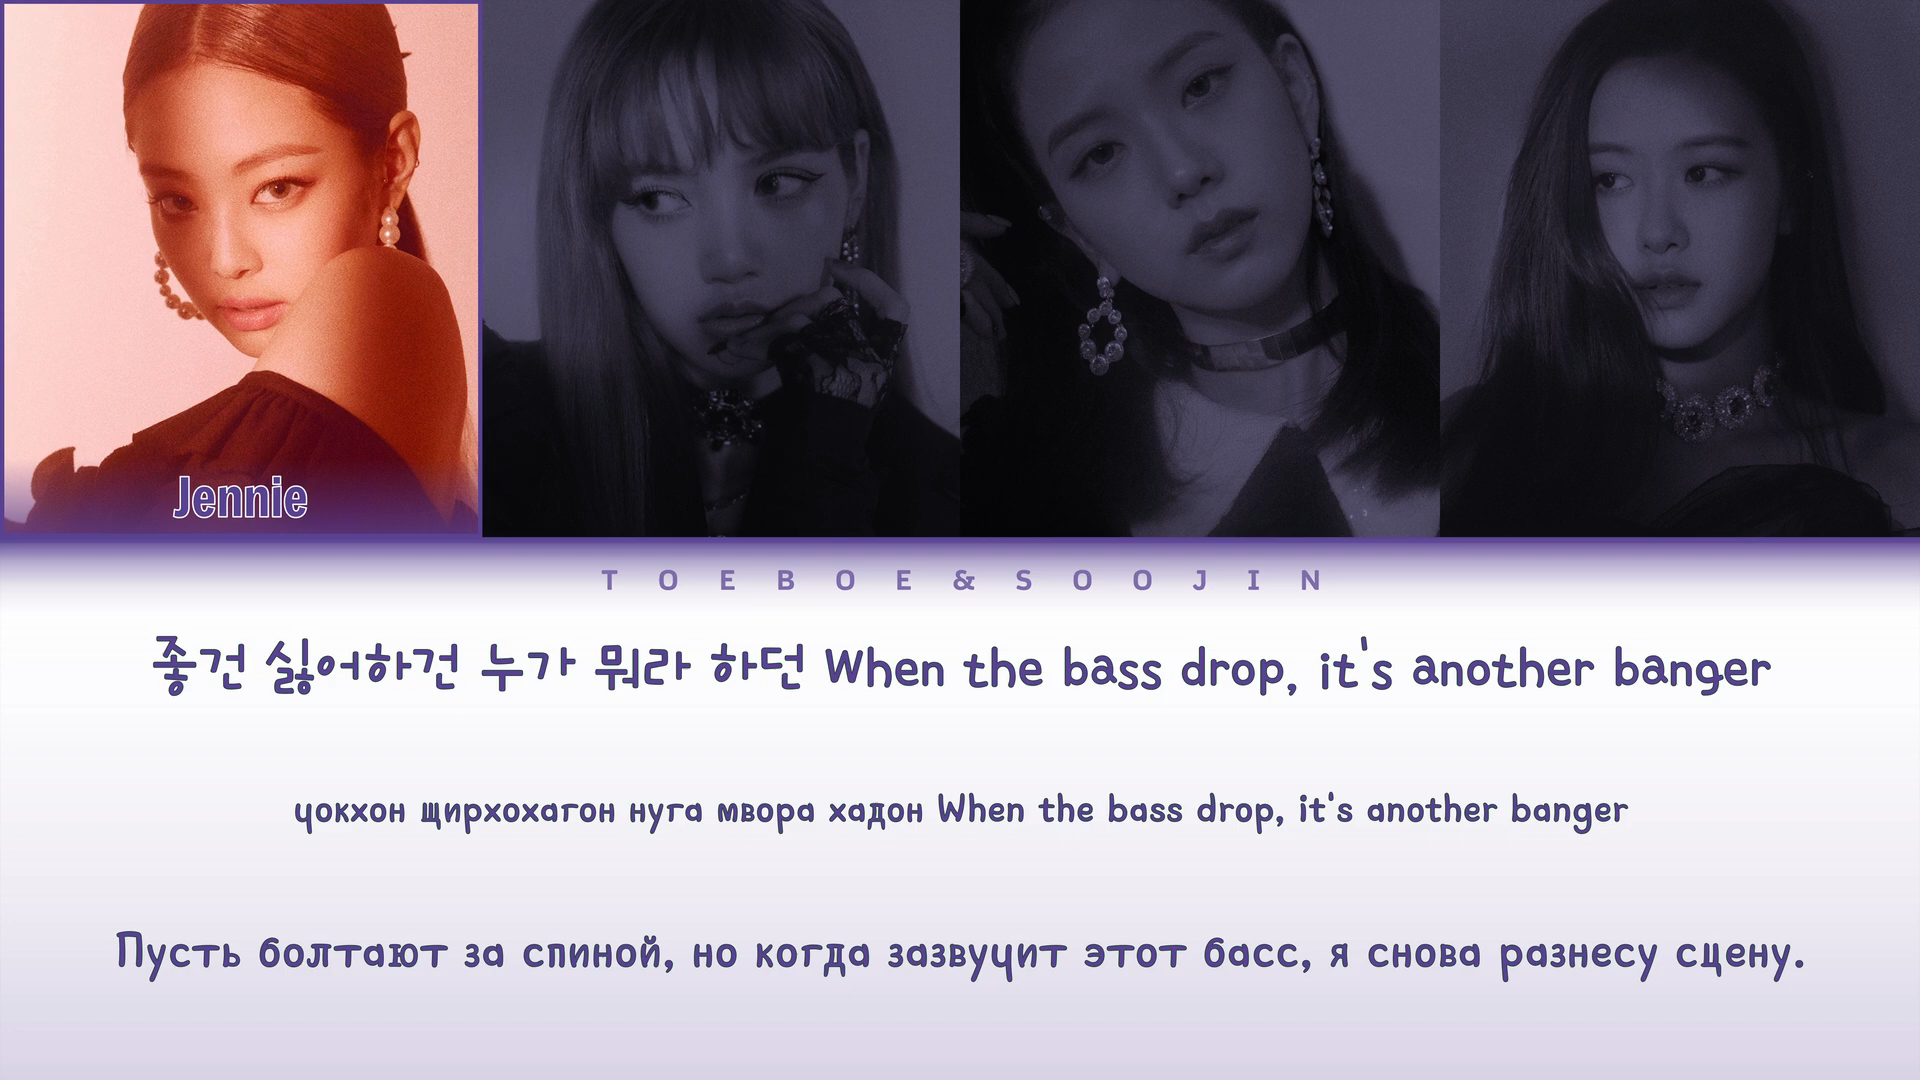 Jennie
TOEBOE&SOOJIN
좋건 싫어하건 누가 뭐라 하던 When the bass drop, it's another banger
чокхон щирхохагон нуга мвора хадон When the bass drop, it's another banger
Пусть болтают за спиной, но когда зазвучит этот басс, я снова разнесу сцену.